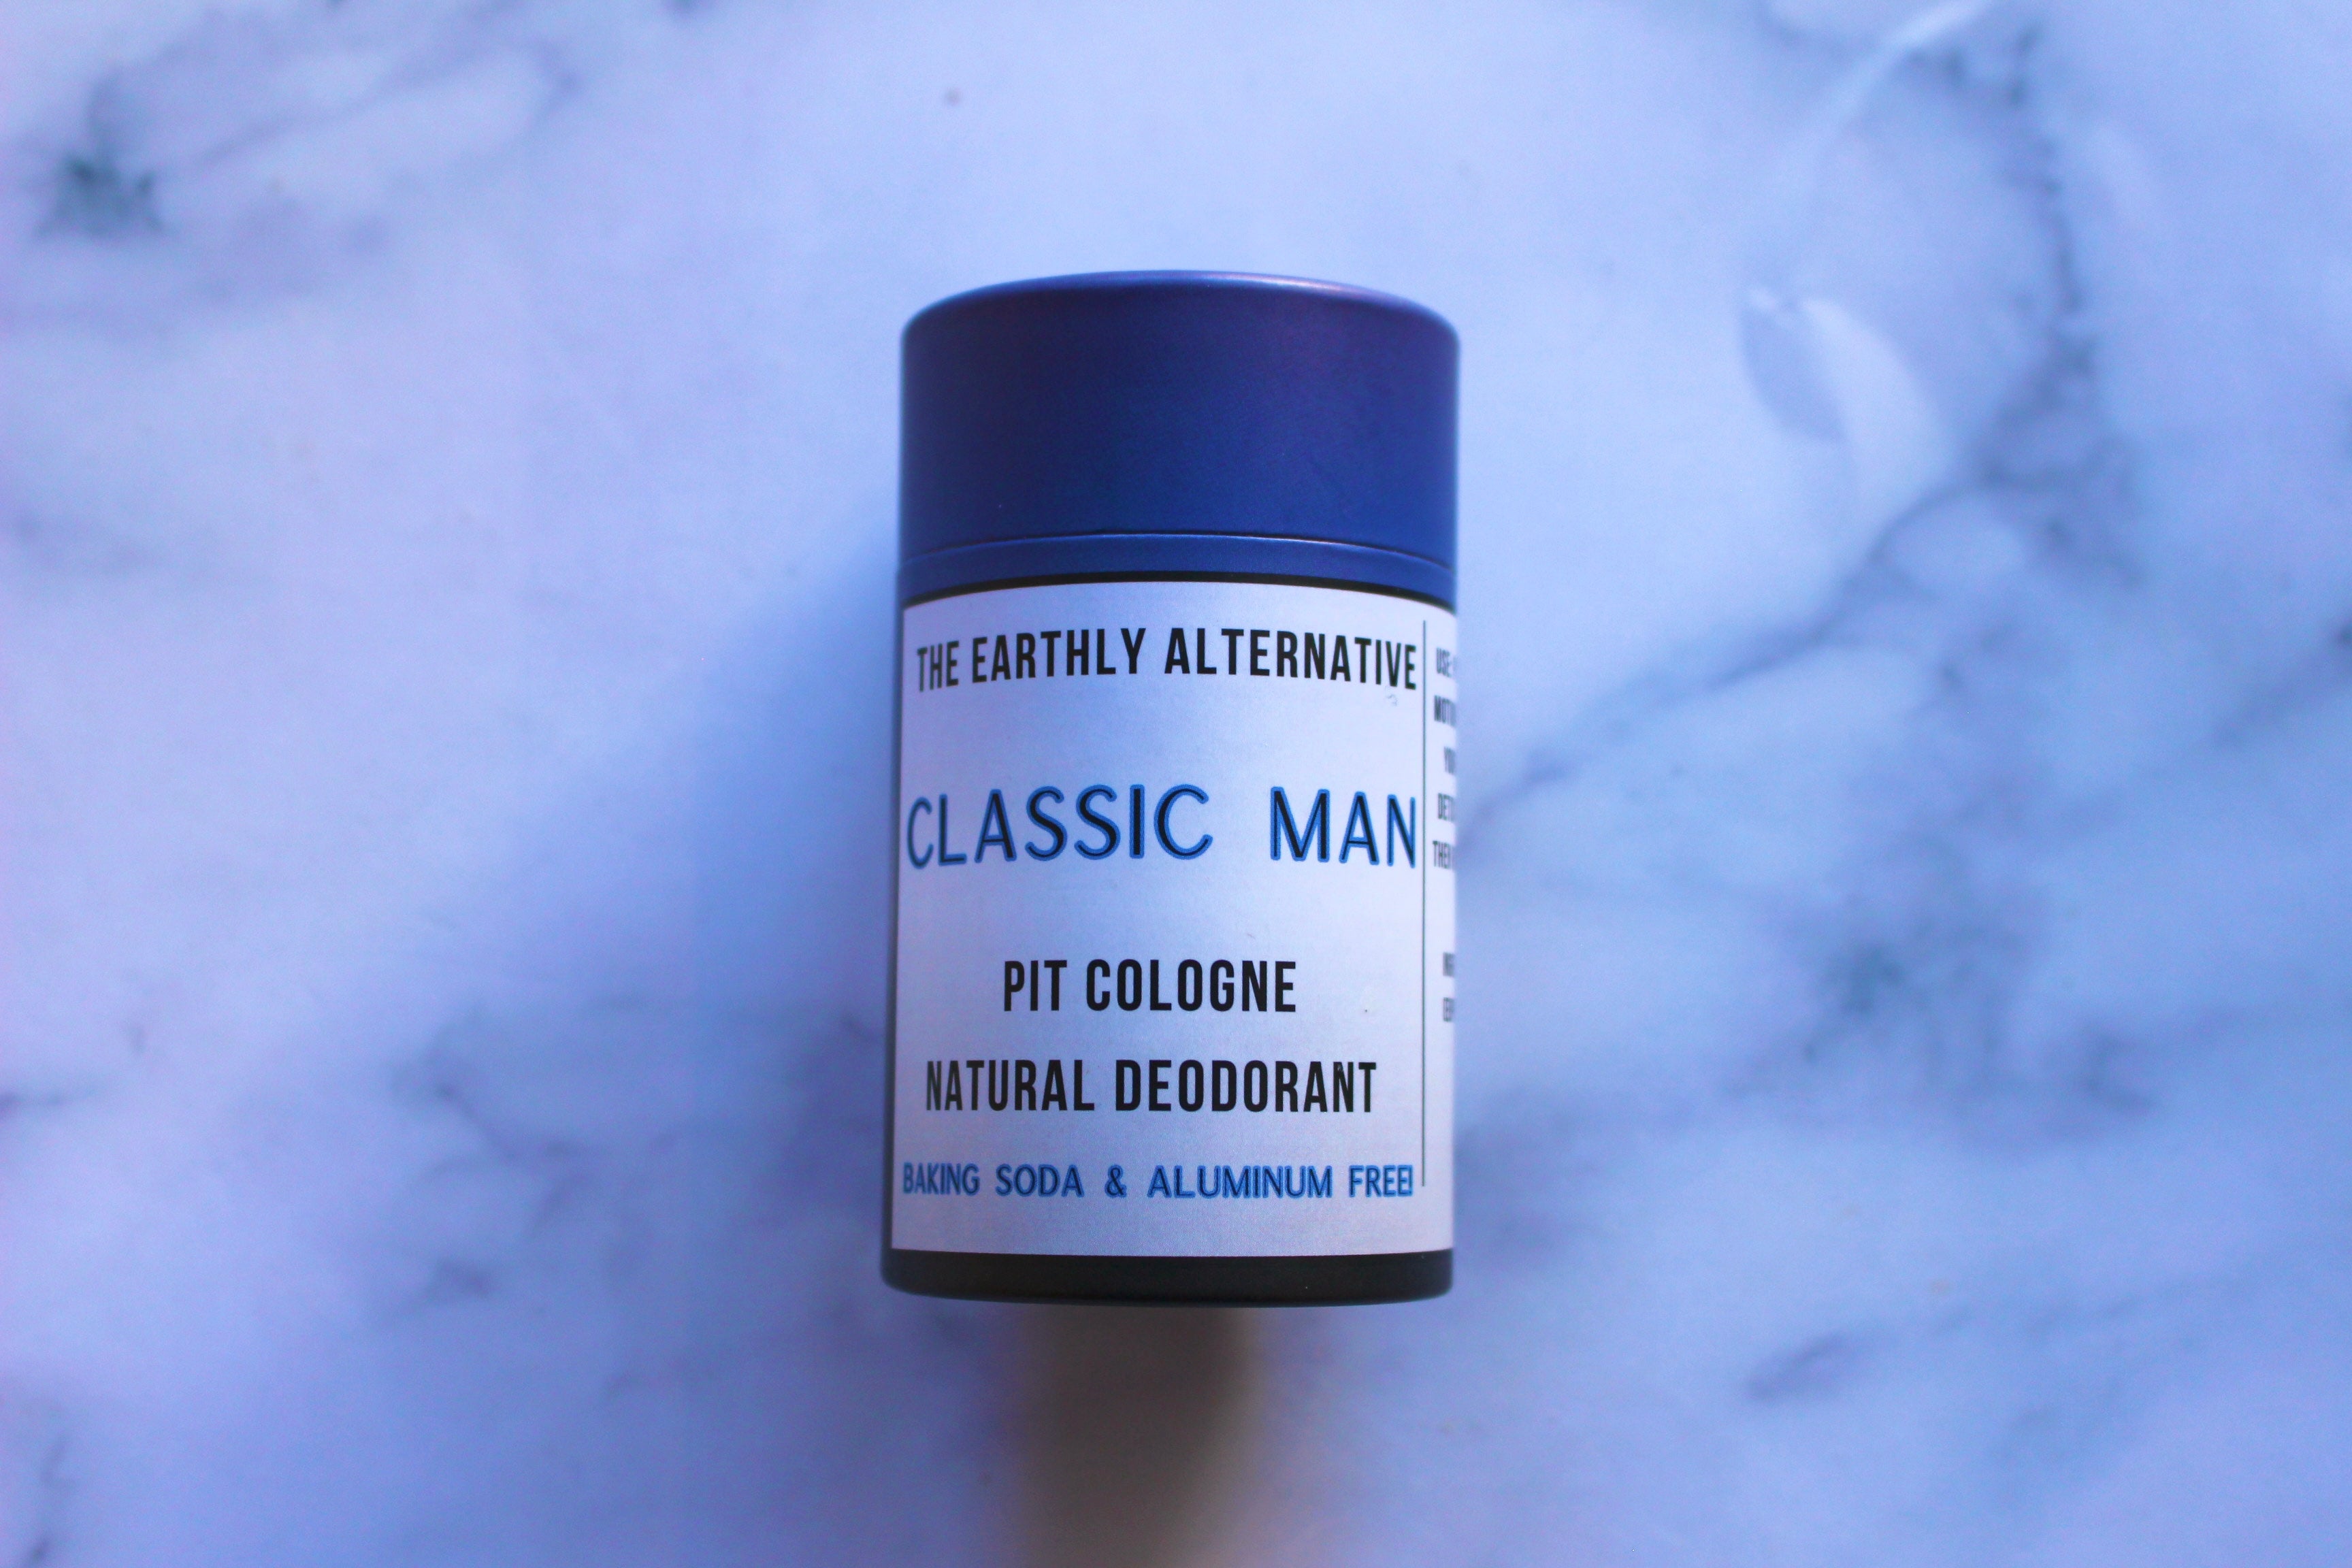 THE EARTHLY ALTERNATIVE
CLASSIC MAN
PIT COLOGNE
NATURAL DEODORANT
BAKING SODA & ALUMINUM FREE!